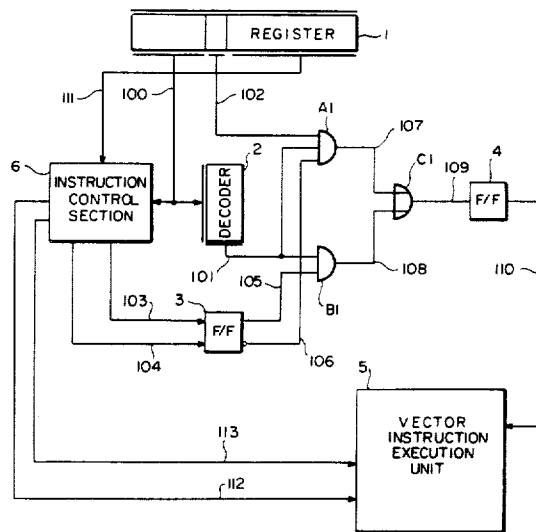 REGISTER
1
111
100
102
A1
107
6
2
4
INSTRUCTION
CONTROL
SECTION
DECODER
C1
109
F/F
101
105
108
110
103
3
B1
F/F
104
106
5
VECTOR
INSTRUCTION
EXECUTION
UNIT
113
112